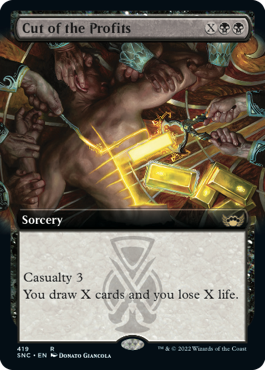 Cut of the Profits XBB
Sorcery
Casualty 3
You draw X cards and you lose X life.
419 R
SNC • EN DONATO GIANCOLA ™ & © 2022 Wizards of the Coast